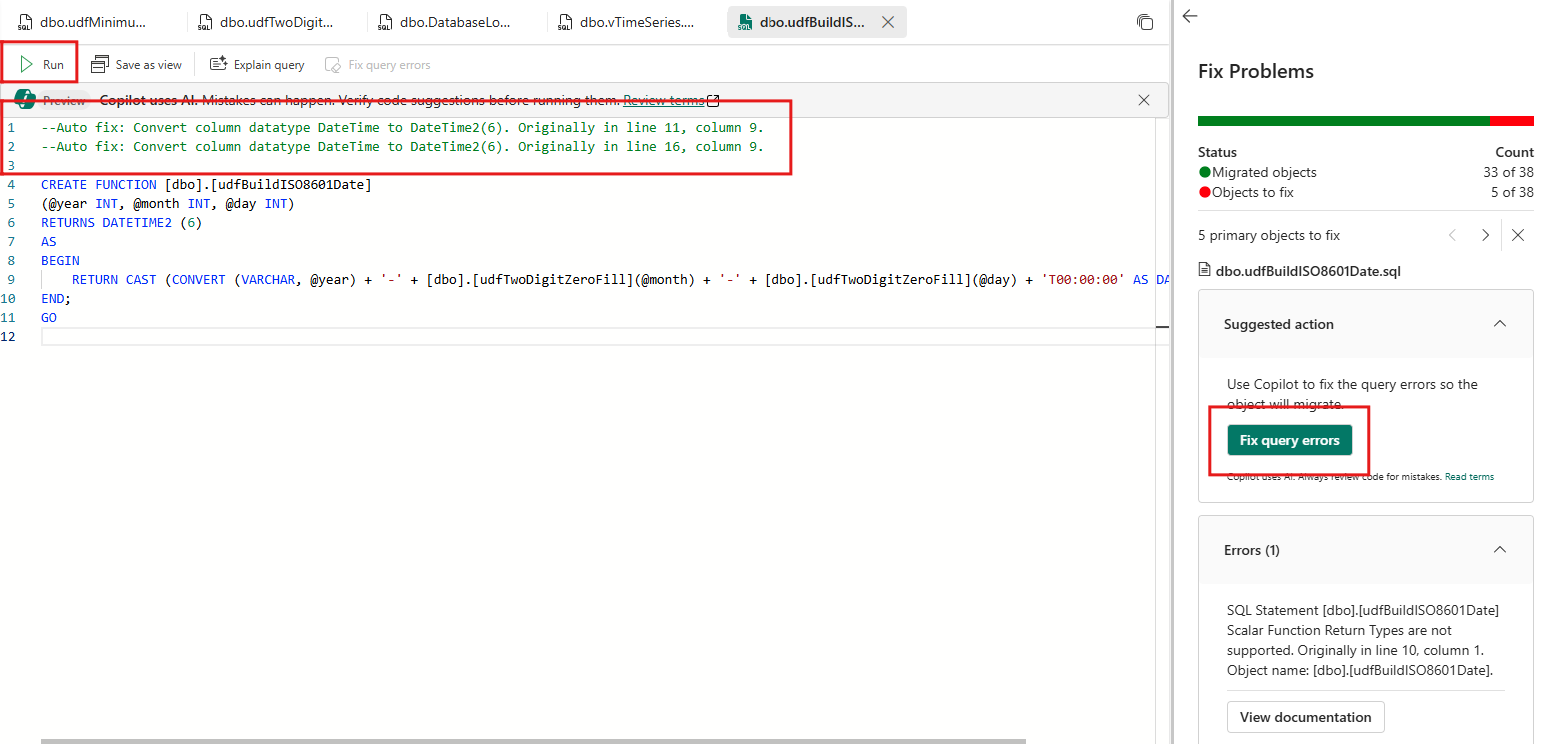 dbo.udfMinimu...
dbo.udfTwoDigit...
dbo.DatabaseLo...
dbo.vTimeSeries....
dbo.udfBuildIS...
Run
Save as view
Explain query
Fix query errors
Preview
Copilot uses AI. Mistakes can happen. Verify code suggestions before running them. Review terms
1 --Auto fix: Convert column datatype DateTime to DateTime2(6). Originally in line 11, column 9.
2 --Auto fix: Convert column datatype DateTime to DateTime2(6). Originally in line 16, column 9.
3
4 CREATE FUNCTION [dbo].[udfBuildISO8601Date]
5 (@year INT, @month INT, @day INT)
6 RETURNS DATETIME2 (6)
7 AS
8 BEGIN
9 RETURN CAST (CONVERT (VARCHAR, @year) + '-' + [dbo].[udfTwoDigitZeroFill](@month) + '-' + [dbo].[udfTwoDigitZeroFill](@day) + 'T00:00:00' AS DA
10 END;
11 GO
12
Fix Problems
Status Count
Migrated objects 33 of 38
Objects to fix 5 of 38
5 primary objects to fix
dbo.udfBuildISO8601Date.sql
Suggested action
Use Copilot to fix the query errors so the
object will migrate.
Fix query errors
Copilot uses AI. Always review code for mistakes. Read terms
Errors (1)
SQL Statement [dbo].[udfBuildISO8601Date]
Scalar Function Return Types are not
supported. Originally in line 10, column 1.
Object name: [dbo].[udfBuildISO8601Date].
View documentation